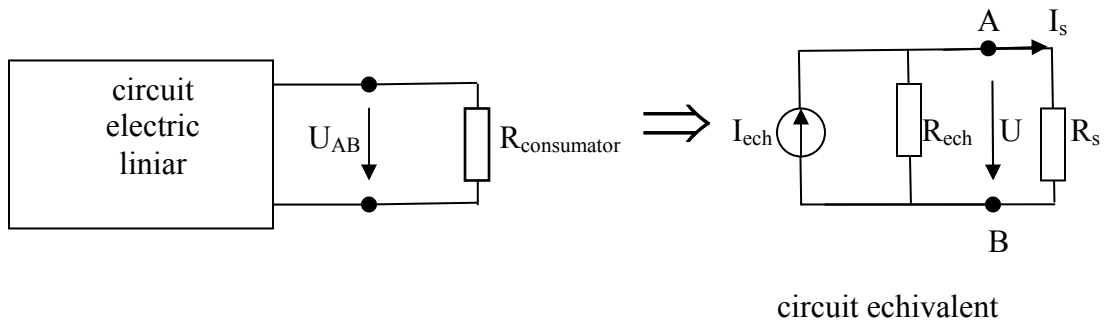 circuit
electric
liniar
U_AB
R_consumator
A
I_s
I_ech
R_ech
U
R_s
B
circuit echivalent